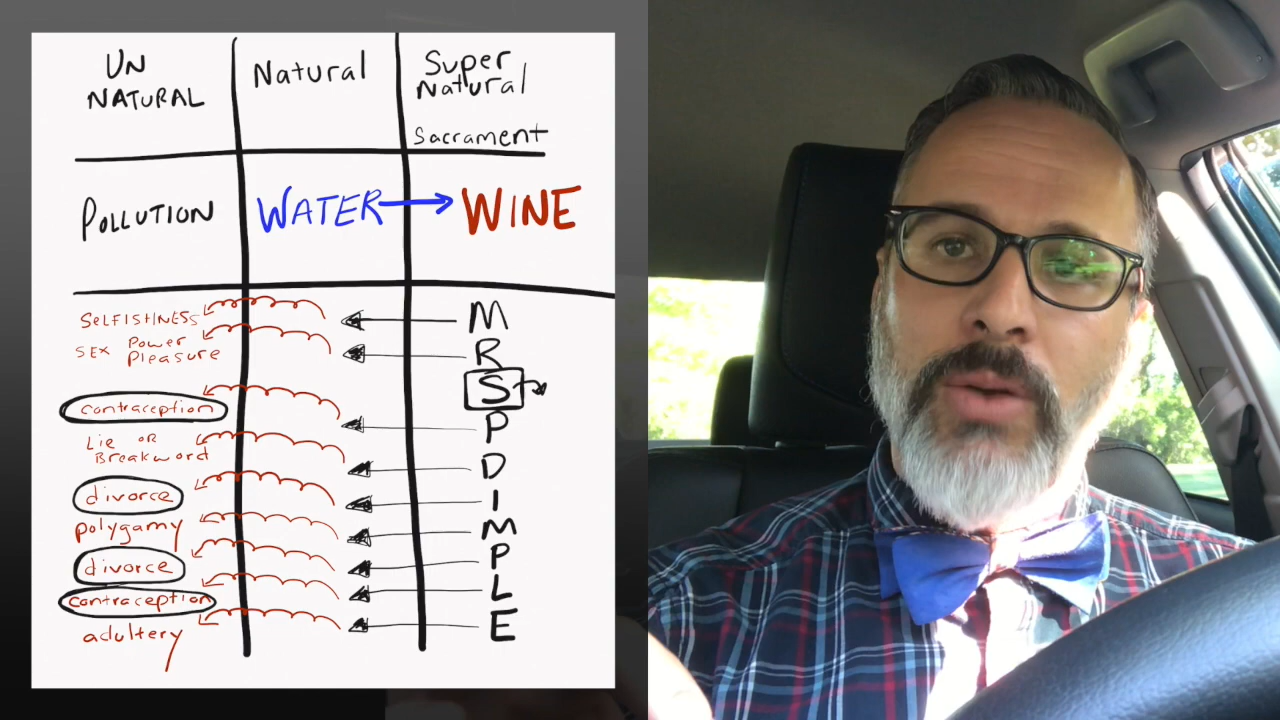 UN
NATURAL
Natural
Super
Natural
Sacrament
POLLUTION
WATER
WINE
SELFISHNESS
M
SEX Power
Pleasure
R
S
contraception
P
Lie or
Breakword
D
divorce
I
polygamy
M
divorce
P
contraception
L
adultery
E